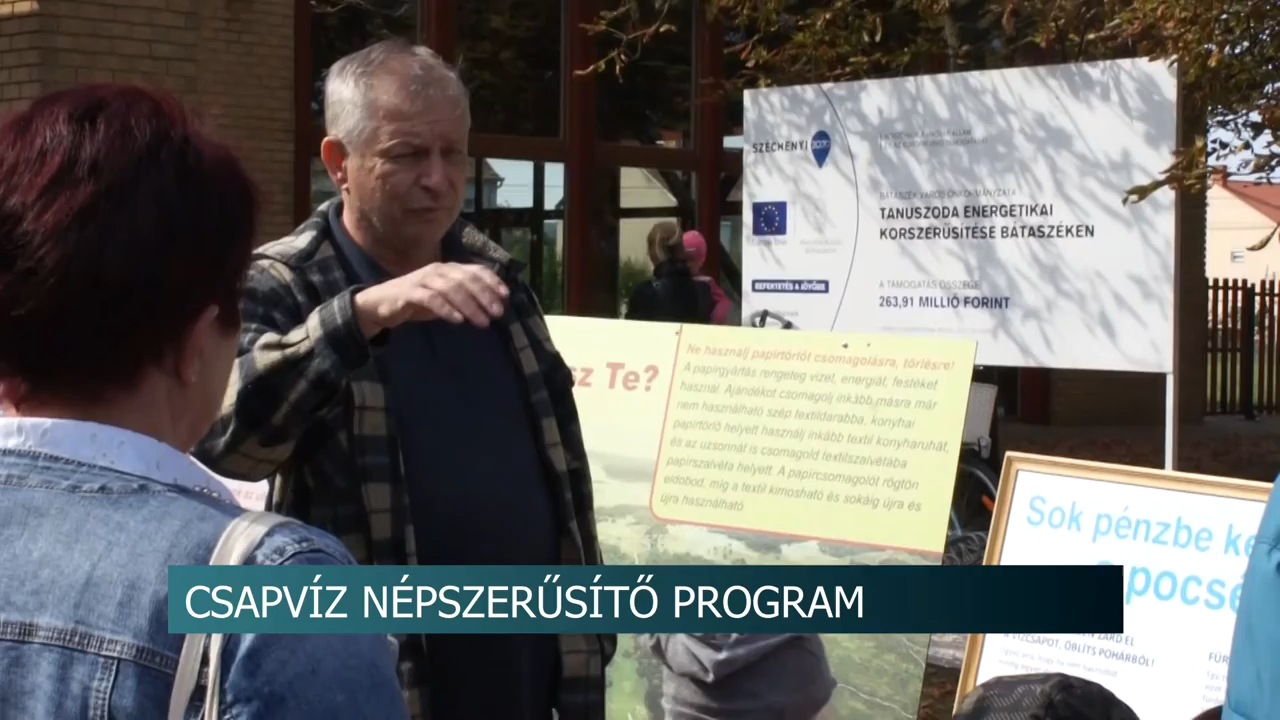 SZÉCHENYI 2020
BÁTASZÉK VÁROS ÖNKORMÁNYZATA
TANUSZODA ENERGETIKAI
KORSZERŰSÍTÉSE BÁTASZÉKEN
BEFEKTETÉS A JÖVŐBE
A TÁMOGATÁS ÖSSZEGE
263,91 MILLIÓ FORINT
sz Te?
Ne használj papírtörlőt csomagolásra, törlésre!
A papírgyártás rengeteg vizet, energiát, festéket
használ. Ajándékot csomagolj inkább másra már
nem használható szép textildarabba, konyhai
papírtörlő helyett használj inkább textil konyharuhát,
és az uzsonnát is csomagold textilszalvétába
papírszalvéta helyett. A papírcsomagolót rögtön
eldobod, míg a textil kimosható és sokáig újra és
újra használható
Sok pénzbe ke
pocsé
ZÁRD EL
A VÍZCSAPOT, ÖBLÍTS POHÁRBÓL!
FÜR
CSAPVÍZ NÉPSZERŰSÍTŐ PROGRAM